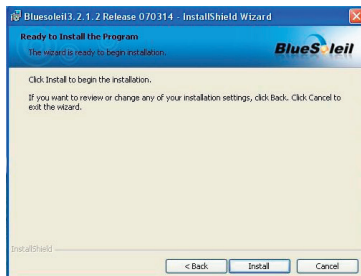 Bluesoleil3.2.1.2 Release 070314 - InstallShield Wizard
Ready to Install the Program
The wizard is ready to begin installation.
BlueSoleil
Click Install to begin the installation.
If you want to review or change any of your installation settings, click Back. Click Cancel to
exit the wizard.
InstallShield
< Back Install Cancel